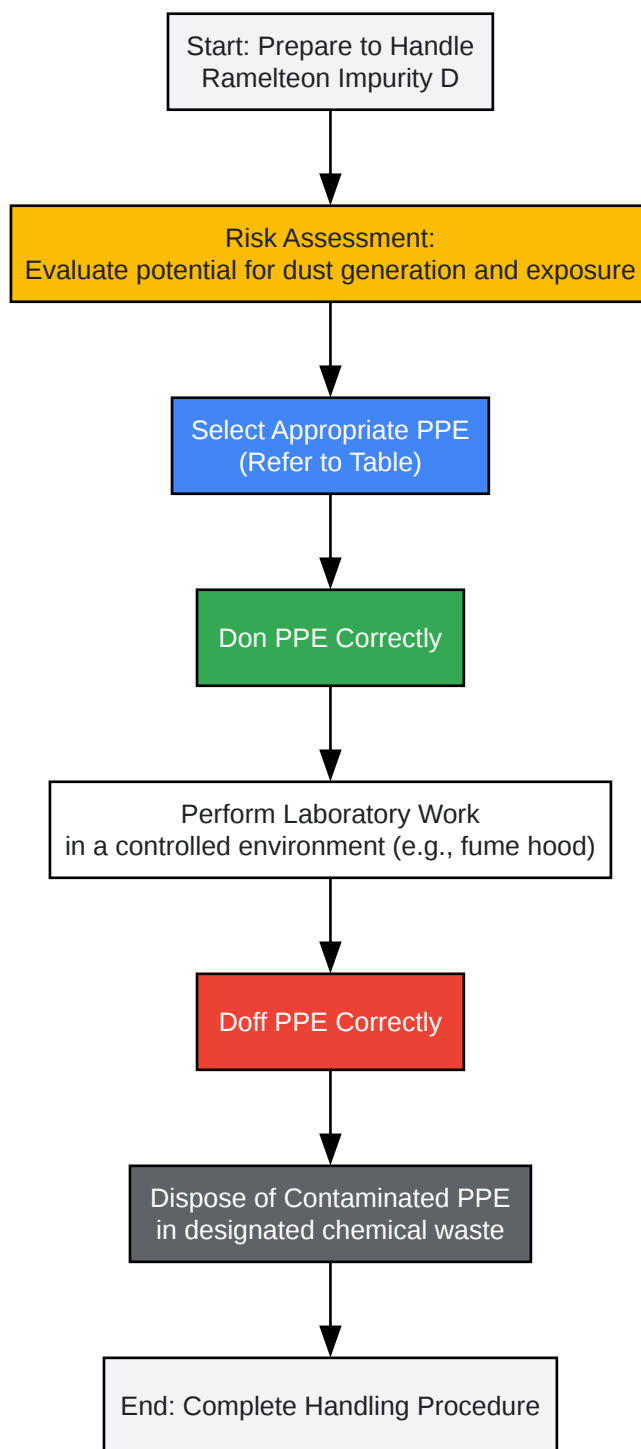 Start: Prepare to Handle
Ramelteon Impurity D
Risk Assessment:
Evaluate potential for dust generation and exposure
Select Appropriate PPE
(Refer to Table)
Don PPE Correctly
Perform Laboratory Work
in a controlled environment (e.g., fume hood)
Doff PPE Correctly
Dispose of Contaminated PPE
in designated chemical waste
End: Complete Handling Procedure